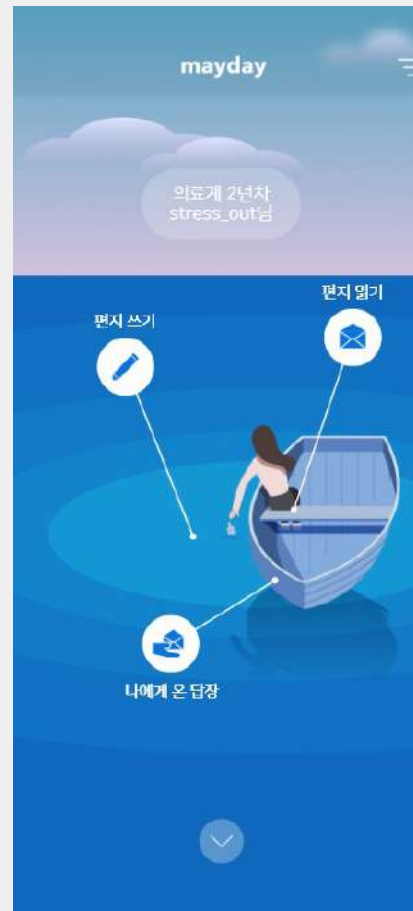 mayday
의료계 2년차
stress_out님
편지 읽기
편지 쓰기
나에게 온 답장